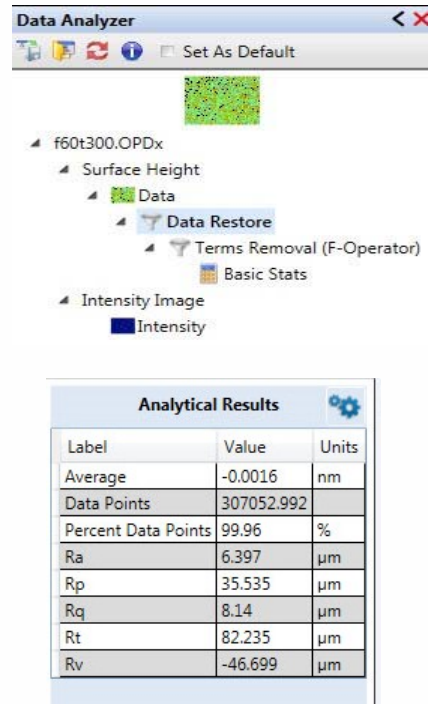 Data Analyzer
Set As Default
f60t300.OPDx
Surface Height
Data
Data Restore
Terms Removal (F-Operator)
Basic Stats
Intensity Image
Intensity
Analytical Results
Label Value Units
Average -0.0016 nm
Data Points 307052.992
Percent Data Points 99.96 %
Ra 6.397 µm
Rp 35.535 µm
Rq 8.14 µm
Rt 82.235 µm
Rv -46.699 µm